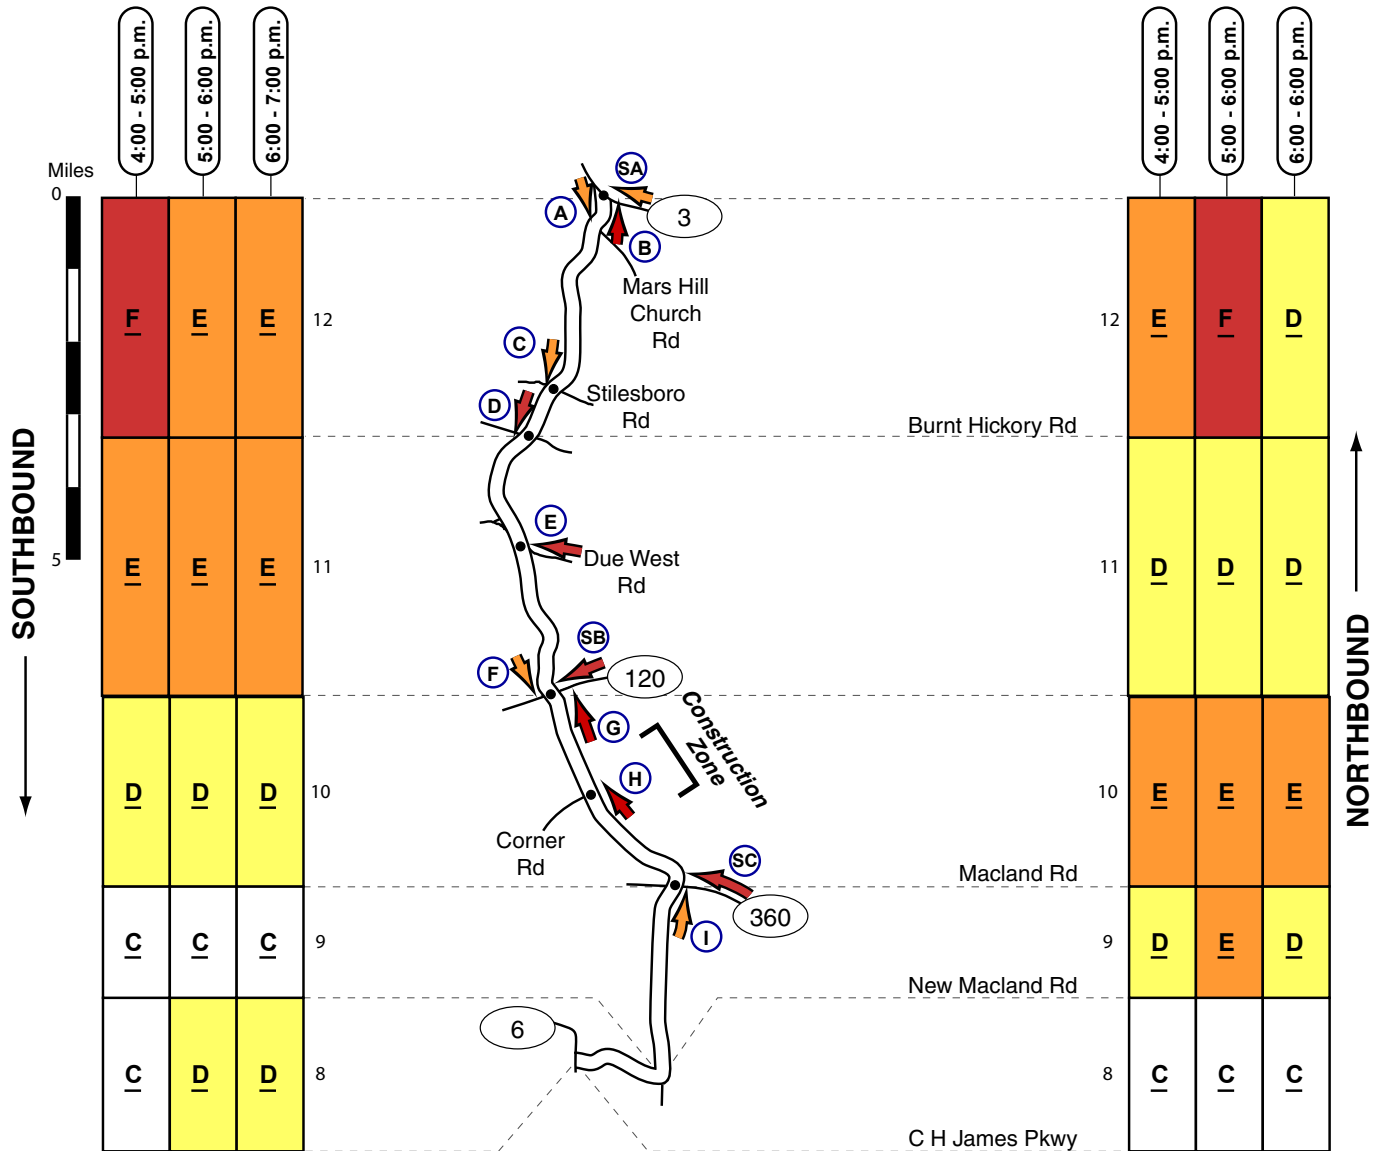 4:00 - 5:00 p.m.
5:00 - 6:00 p.m.
6:00 - 7:00 p.m.
4:00 - 5:00 p.m.
5:00 - 6:00 p.m.
6:00 - 6:00 p.m.
Miles
0
5
SOUTHBOUND
NORTHBOUND
F E E 12
E E E 11
D D D 10
C C C 9
C D D 8
SA
A
3
B
Mars Hill
Church
Rd
C
Stilesboro
Rd
D
Burnt Hickory Rd
E
Due West
Rd
SB
F
120
G
Construction
Zone
H
Corner
Rd
SC
Macland Rd
360
I
New Macland Rd
6
C H James Pkwy
12 E F D
11 D D D
10 E E E
9 D E D
8 C C C